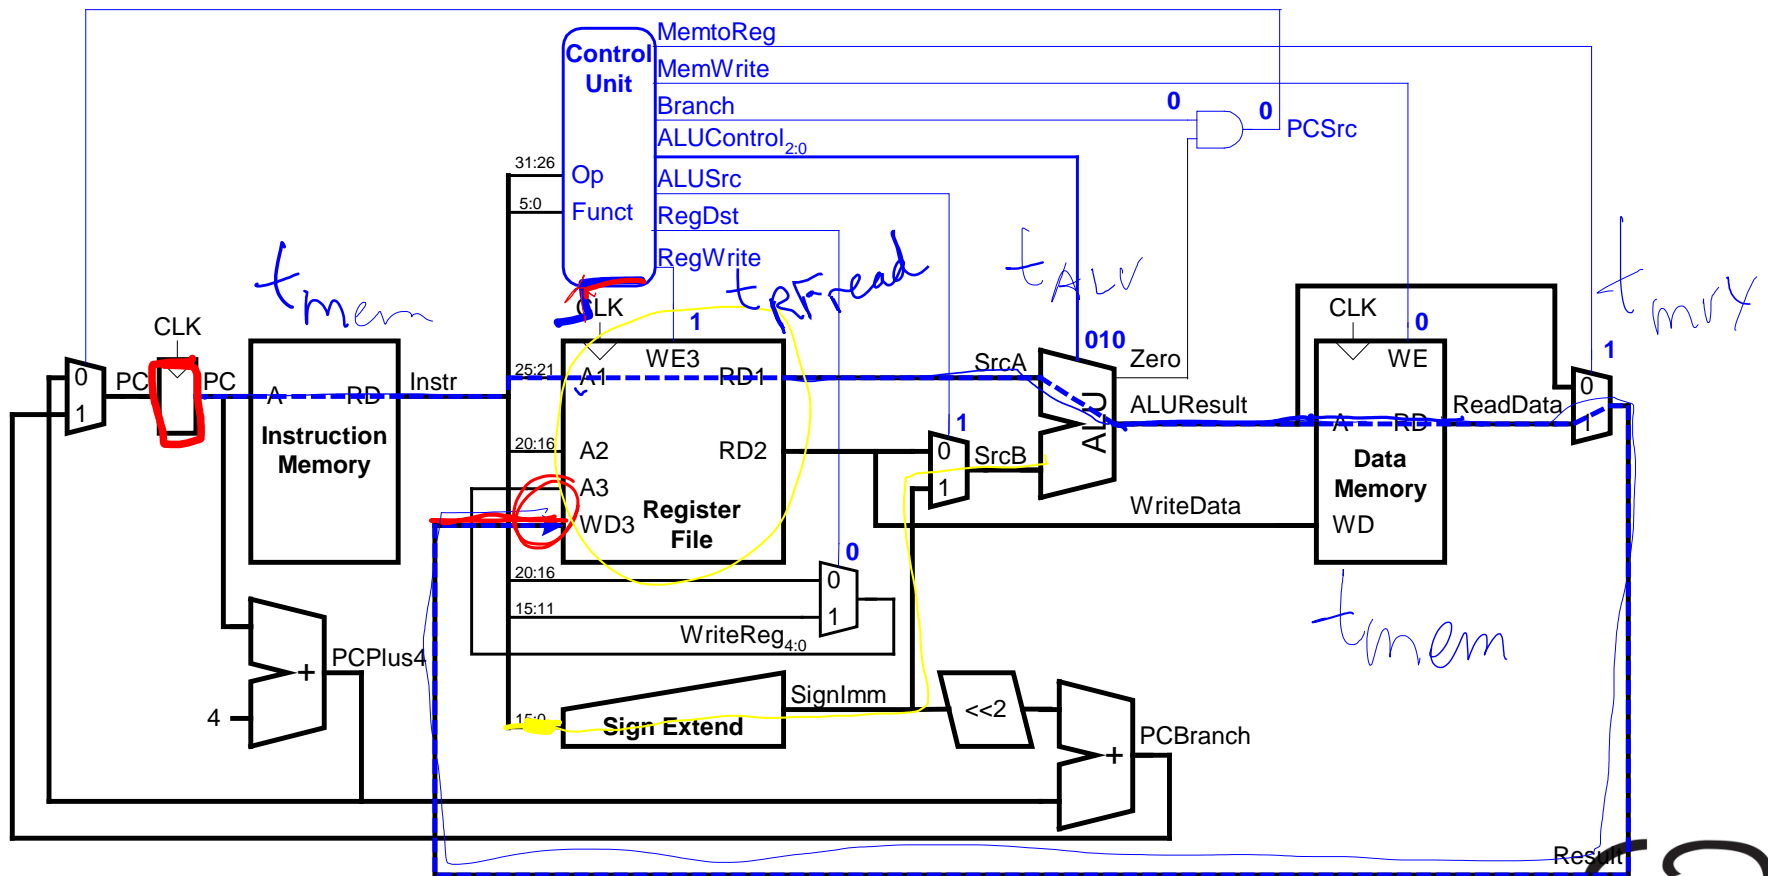 MemtoReg
Control
Unit
MemWrite
Branch
0
0
PCSrc
ALUControl2:0
31:26
Op
ALUSrc
5:0
Funct
RegDst
RegWrite
tmem
tRFread
tALU
tmux
CLK
CLK
CLK
1
010
0
1
WE3
Zero
WE
0
1
PC
PC
A
RD
Instr
25:21
A1
RD1
SrcA
ALU
ALUResult
A
RD
ReadData
0
1
Instruction
Memory
20:16
A2
RD2
1
0
1
SrcB
Data
Memory
A3
WD3
Register
File
WriteData
WD
0
20:16
0
15:11
1
WriteReg4:0
tmem
PCPlus4
+
4
15:0
Sign Extend
SignImm
<<2
+
PCBranch
Result